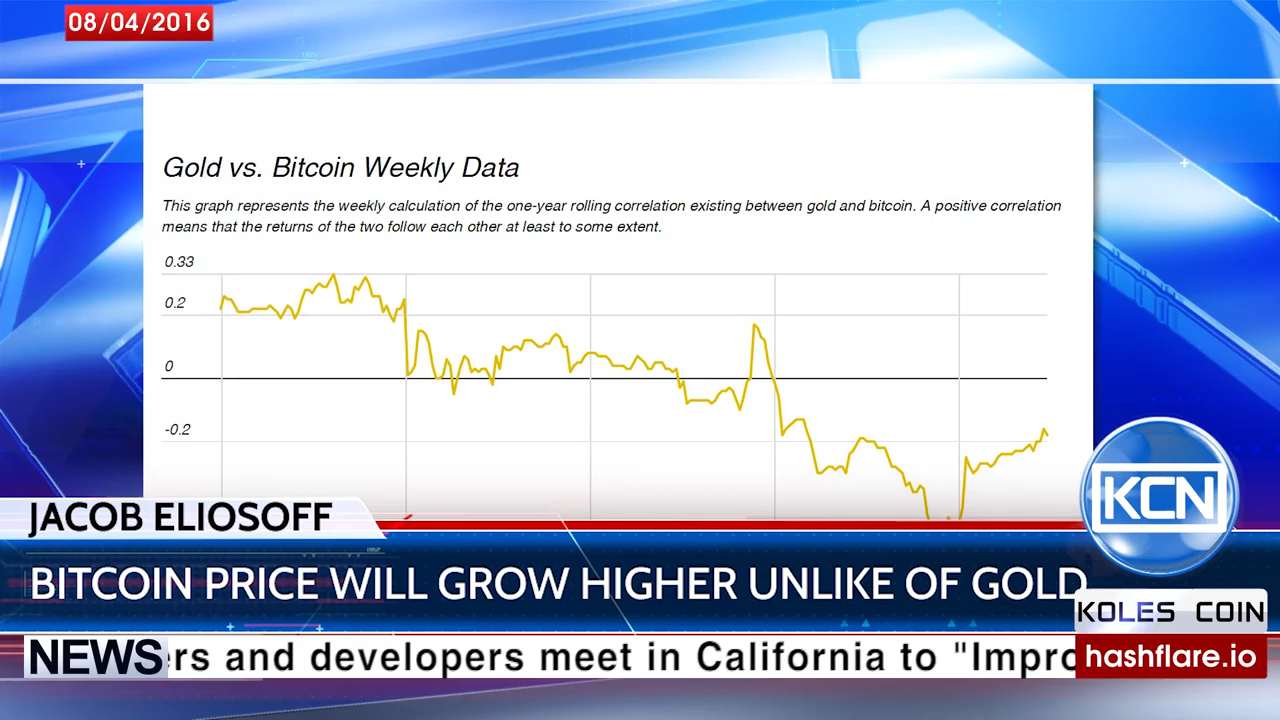 08/04/2016
Gold vs. Bitcoin Weekly Data
This graph represents the weekly calculation of the one-year rolling correlation existing between gold and bitcoin. A positive correlation
means that the returns of the two follow each other at least to some extent.
0.33
0.2
0
-0.2
JACOB ELIOSOFF
KCN
BITCOIN PRICE WILL GROW HIGHER UNLIKE OF GOLD
KOLES COIN
NEWS rs and developers meet in California to "Impro
hashflare.io